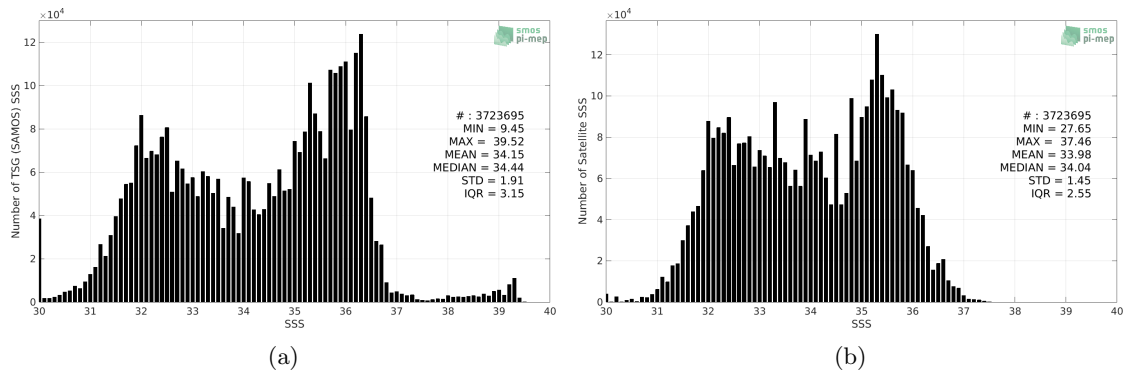 ×10⁴
12
10
8
6
4
2
0
Number of TSG (SAMOS) SSS
30 31 32 33 34 35 36 37 38 39 40
SSS
smos
pi-mep
# : 3723695
MIN = 9.45
MAX = 39.52
MEAN = 34.15
MEDIAN = 34.44
STD = 1.91
IQR = 3.15
(a)
×10⁴
12
10
8
6
4
2
0
Number of Satellite SSS
30 31 32 33 34 35 36 37 38 39 40
SSS
smos
pi-mep
# : 3723695
MIN = 27.65
MAX = 37.46
MEAN = 33.98
MEDIAN = 34.04
STD = 1.45
IQR = 2.55
(b)